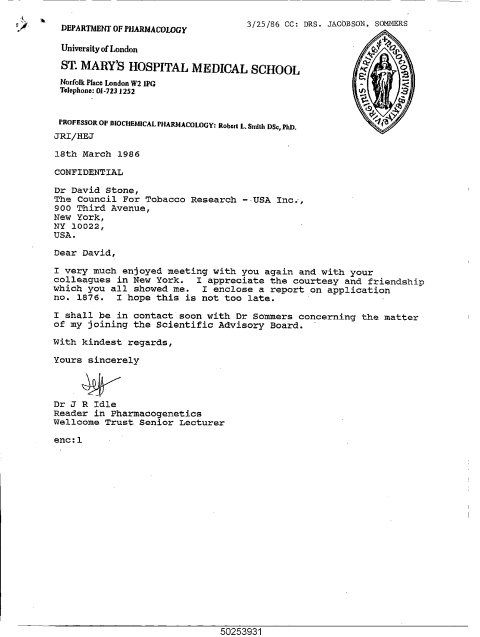 3/25/86 CC: DRS. JACOBSON, SOMMERS
DEPARTMENT OF PHARMACOLOGY
University of London
ST. MARY'S HOSPITAL MEDICAL SCHOOL
Norfolk Place London W2 1PG
Telephone: 01-723 1252
VIRGINIS · MARIAE · NOSOCOMIVM · BEATAE
PROFESSOR OF BIOCHEMICAL PHARMACOLOGY: Robert L. Smith DSc, PhD.
JRI/HEJ
18th March 1986
CONFIDENTIAL
Dr David Stone,
The Council For Tobacco Research - USA Inc.,
900 Third Avenue,
New York,
NY 10022,
USA.
Dear David,
I very much enjoyed meeting with you again and with your
colleagues in New York. I appreciate the courtesy and friendship
which you all showed me. I enclose a report on application
no. 1876. I hope this is not too late.
I shall be in contact soon with Dr Sommers concerning the matter
of my joining the Scientific Advisory Board.
With kindest regards,
Yours sincerely
Jeff
Dr J R Idle
Reader in Pharmacogenetics
Wellcome Trust Senior Lecturer
enc:1
50253931